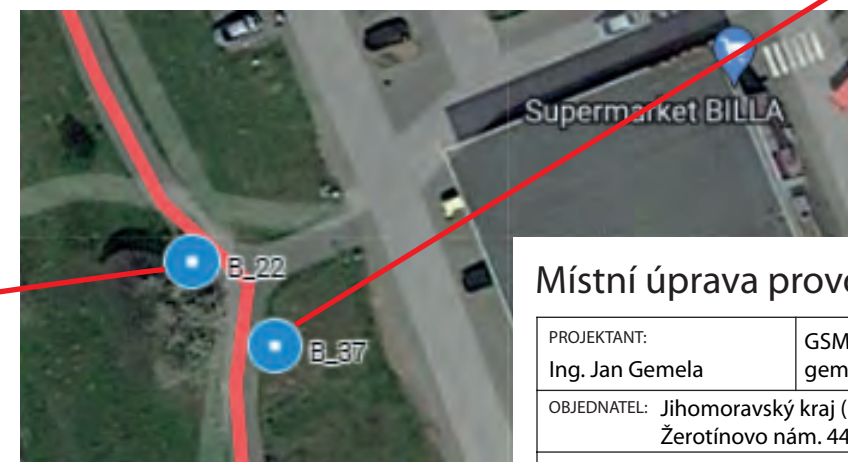 Supermarket BILLA
B_22
B_37
Místní úprava prov
PROJEKTANT:
Ing. Jan Gemela
GSM
gem
OBJEDNATEL: Jihomoravský kraj (
Žerotínovo nám. 44